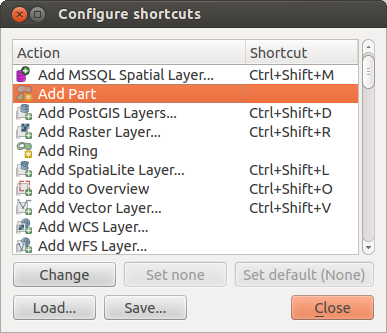 Configure shortcuts
Action Shortcut
Add MSSQL Spatial Layer... Ctrl+Shift+M
Add Part
Add PostGIS Layers... Ctrl+Shift+D
Add Raster Layer... Ctrl+Shift+R
Add Ring
Add SpatiaLite Layer... Ctrl+Shift+L
Add to Overview Ctrl+Shift+O
Add Vector Layer... Ctrl+Shift+V
Add WCS Layer...
Add WFS Layer...
Change Set none Set default (None)
Load... Save... Close